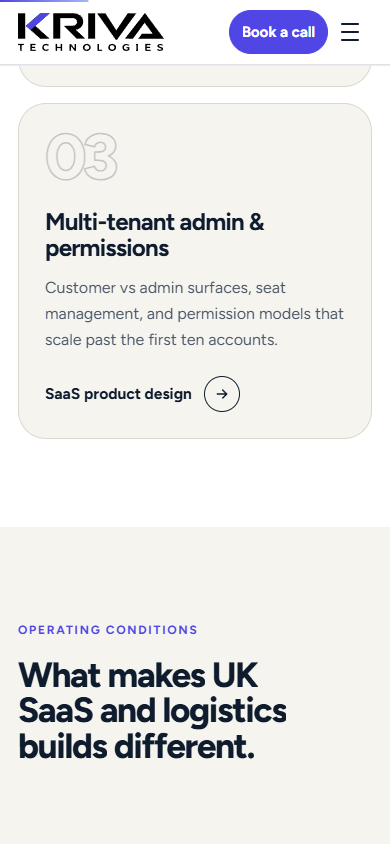 KRIVA
TECHNOLOGIES
Book a call
03
Multi-tenant admin &
permissions
Customer vs admin surfaces, seat
management, and permission models that
scale past the first ten accounts.
SaaS product design
OPERATING CONDITIONS
What makes UK
SaaS and logistics
builds different.